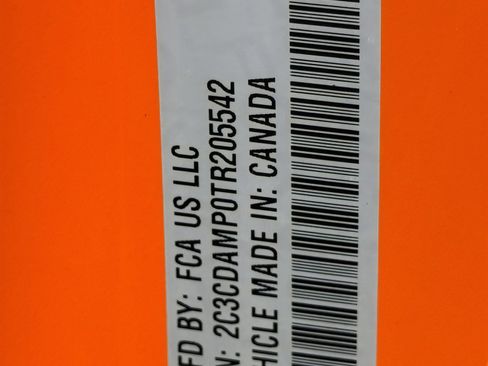 FD BY: FCA US LLC
N: 2C3CDAMP0TR205542
HICLE MADE IN: CANADA